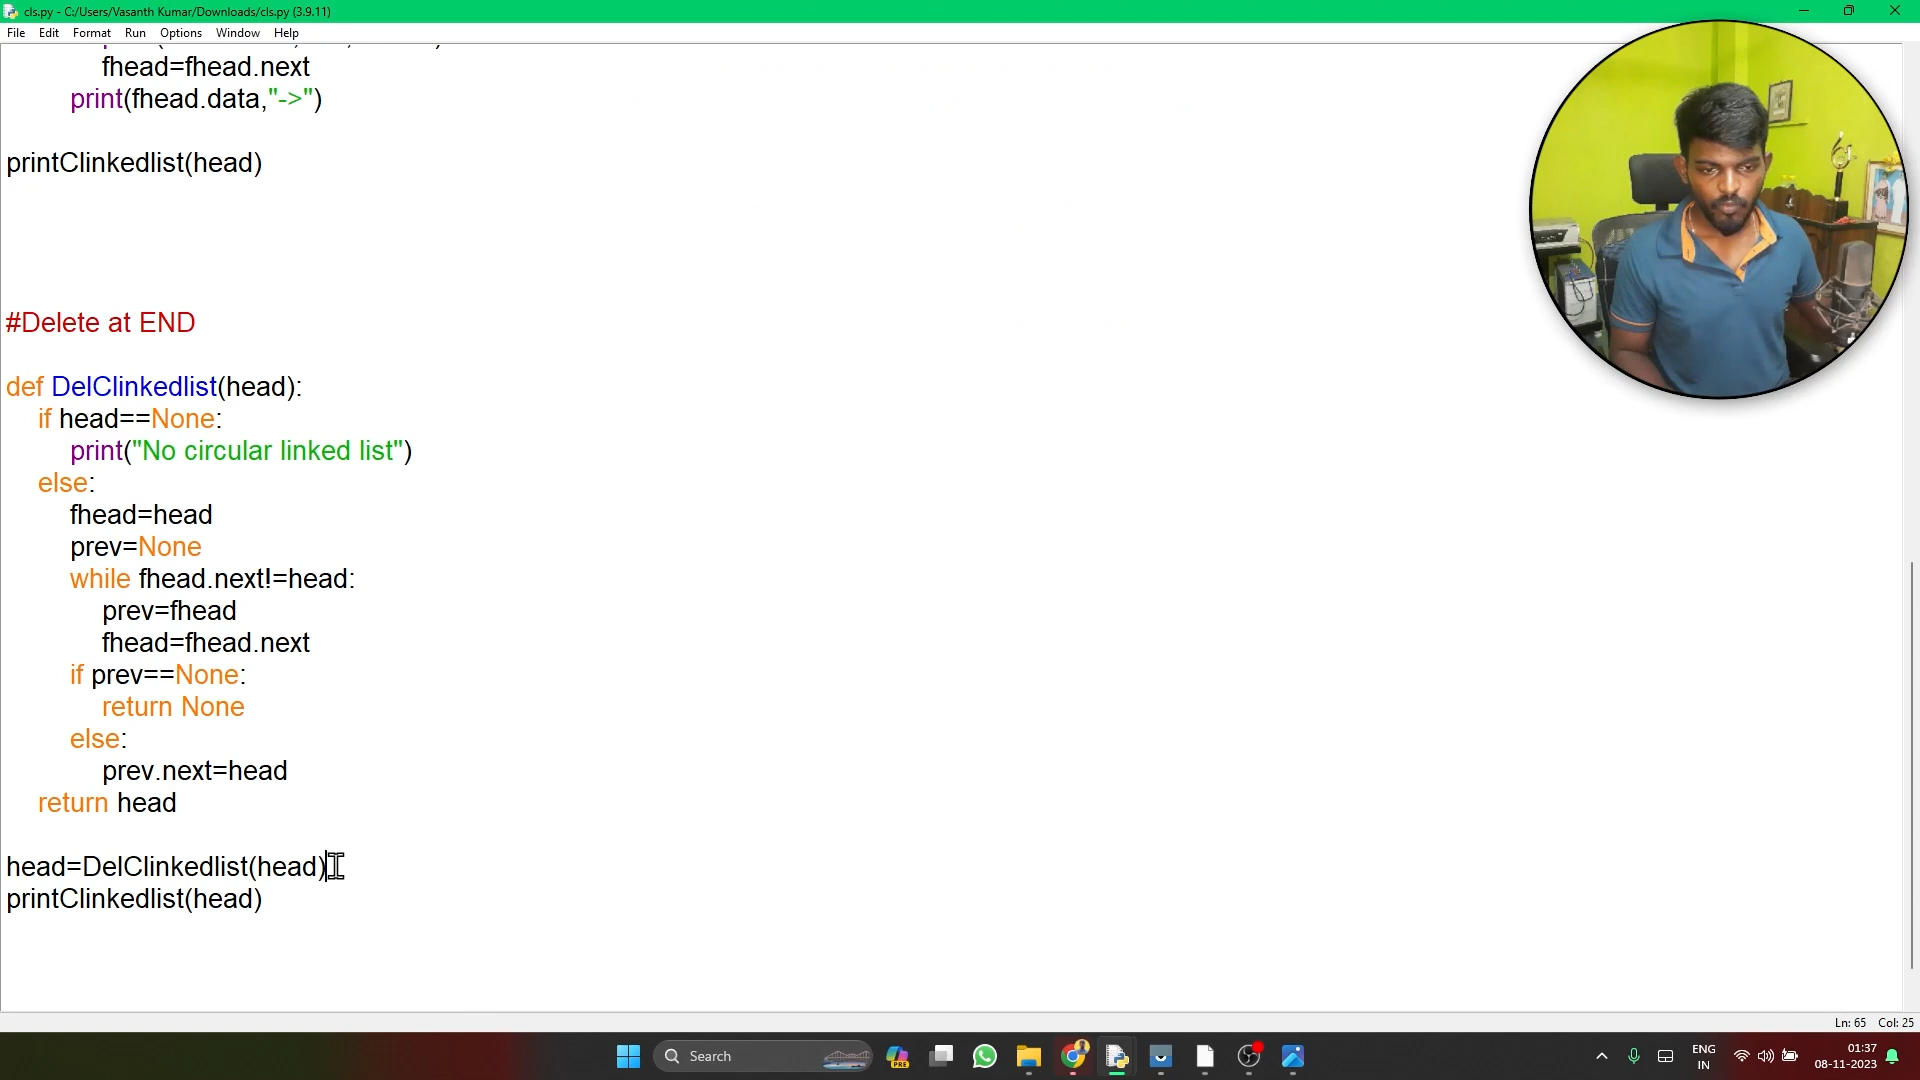 cls.py - C:/Users/Vasanth Kumar/Downloads/cls.py (3.9.11)
File Edit Format Run Options Window Help
fhead=fhead.next
print(fhead.data,"->")
printClinkedlist(head)
#Delete at END
def DelClinkedlist(head):
if head==None:
print("No circular linked list")
else:
fhead=head
prev=None
while fhead.next!=head:
prev=fhead
fhead=fhead.next
if prev==None:
return None
else:
prev.next=head
return head
head=DelClinkedlist(head)
printClinkedlist(head)
Ln: 65 Col: 25
Search
PRE
ENG
IN
01:37
08-11-2023